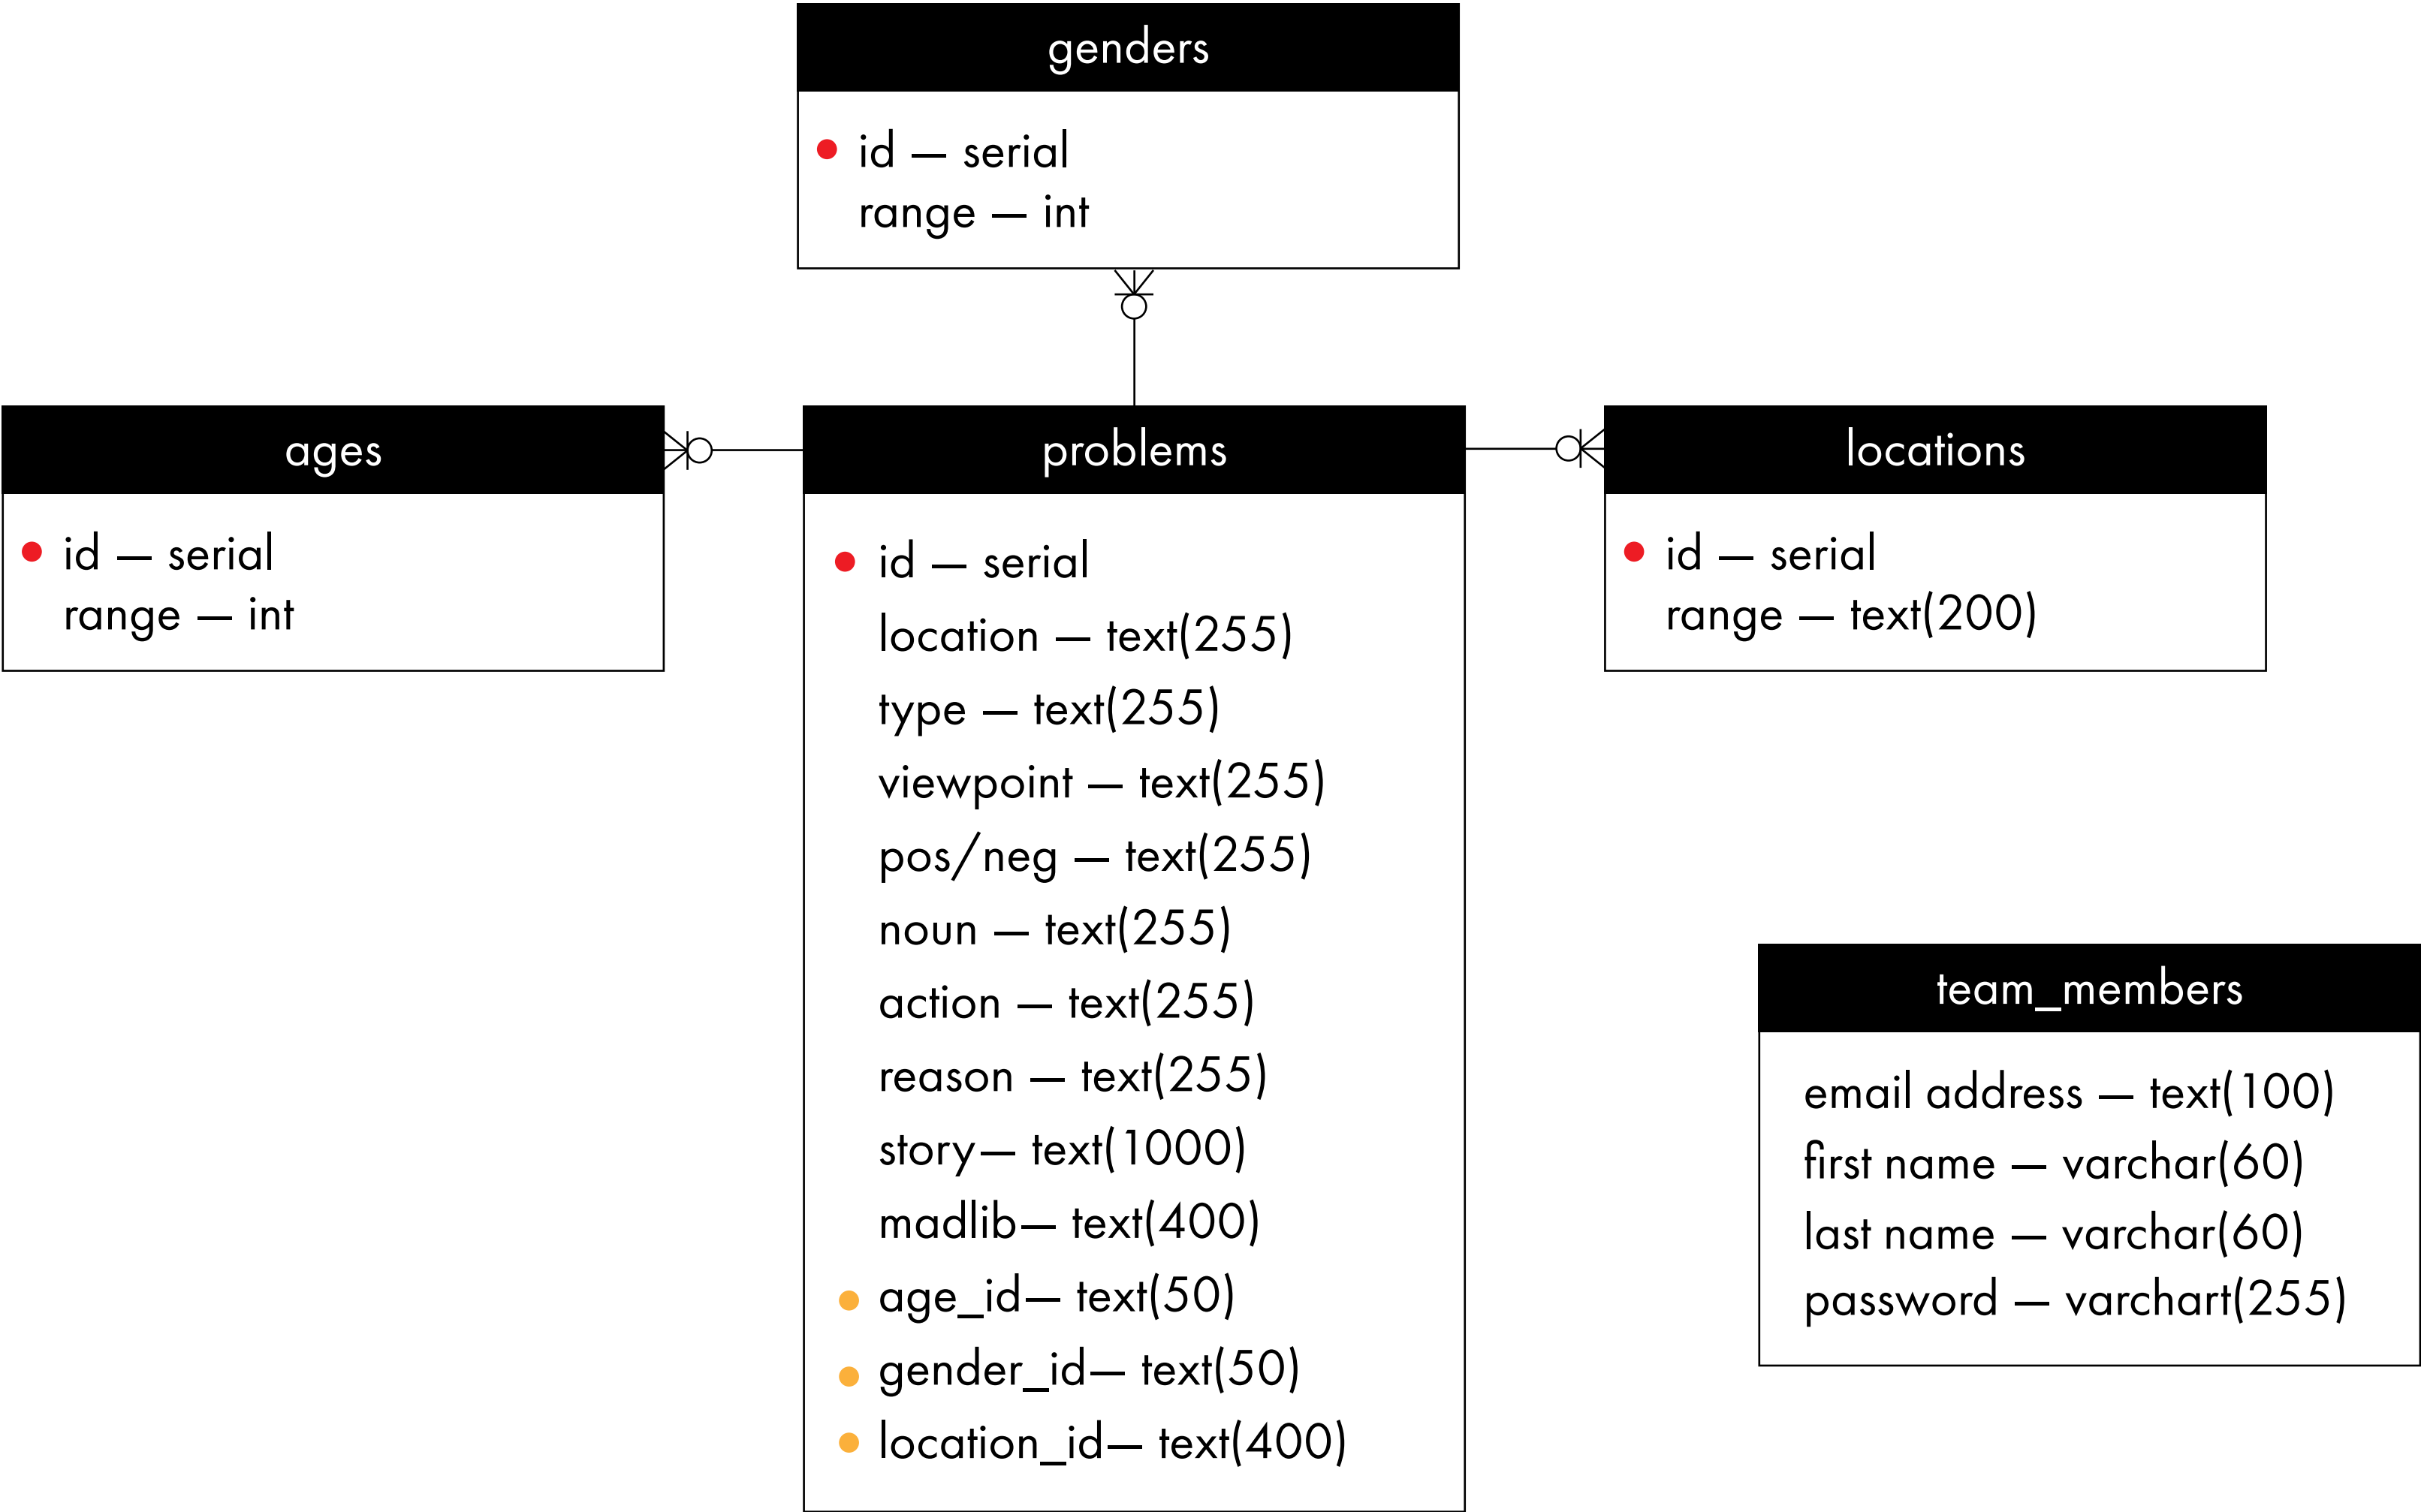 genders
id — serial
range — int
ages
id — serial
range — int
problems
id — serial
location — text(255)
type — text(255)
viewpoint — text(255)
pos/neg — text(255)
noun — text(255)
action — text(255)
reason — text(255)
story— text(1000)
madlib— text(400)
age_id— text(50)
gender_id— text(50)
location_id— text(400)
locations
id — serial
range — text(200)
team_members
email address — text(100)
first name — varchar(60)
last name — varchar(60)
password — varchart(255)